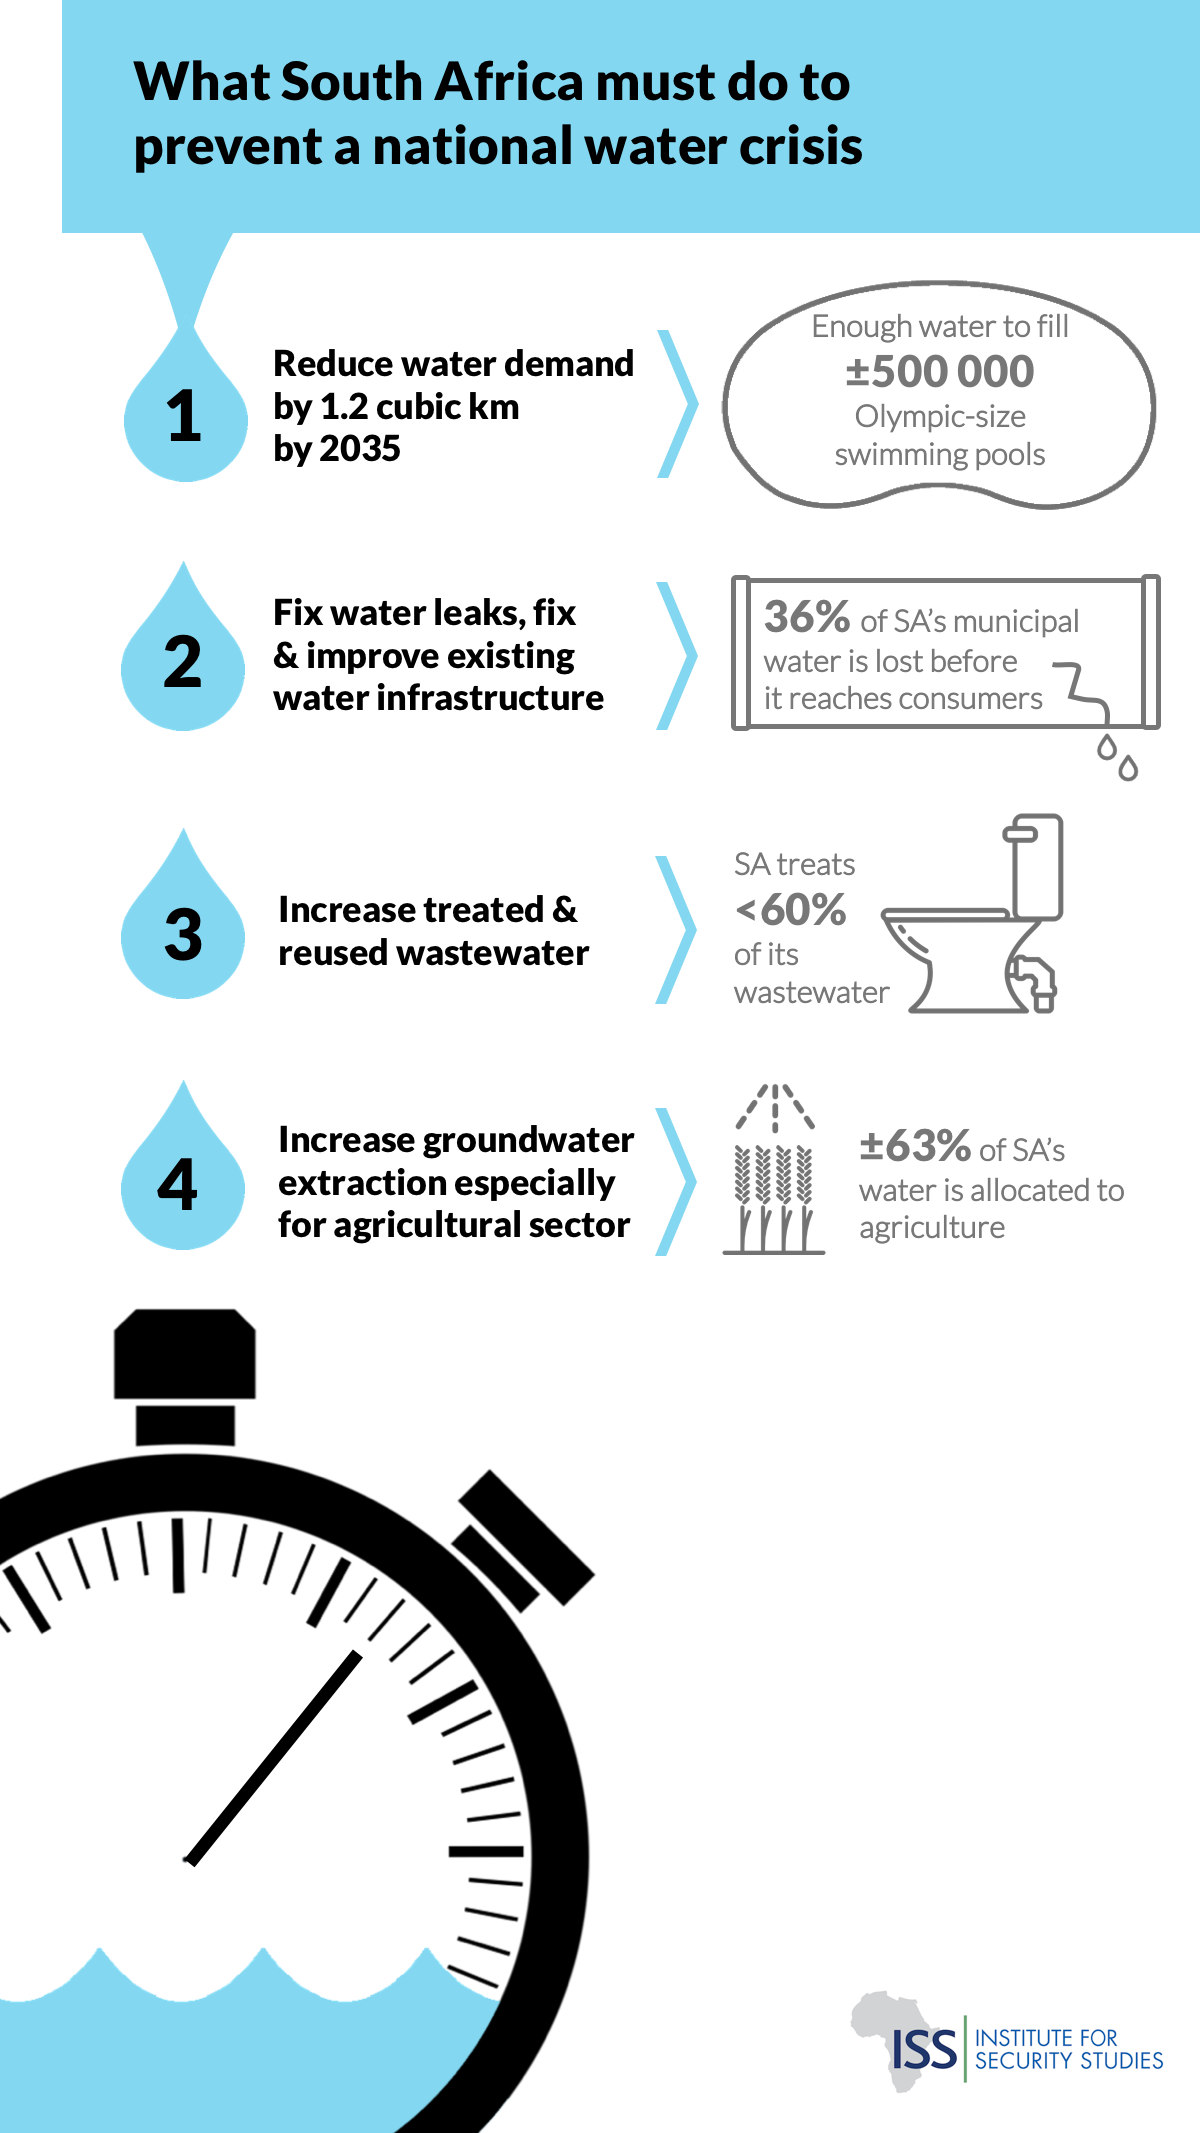 What South Africa must do to
prevent a national water crisis
1
Reduce water demand
by 1.2 cubic km
by 2035
Enough water to fill
±500 000
Olympic-size
swimming pools
2
Fix water leaks, fix
& improve existing
water infrastructure
36% of SA’s municipal
water is lost before
it reaches consumers
3
Increase treated &
reused wastewater
SA treats
<60%
of its
wastewater
4
Increase groundwater
extraction especially
for agricultural sector
±63% of SA’s
water is allocated to
agriculture
ISS
INSTITUTE FOR
SECURITY STUDIES